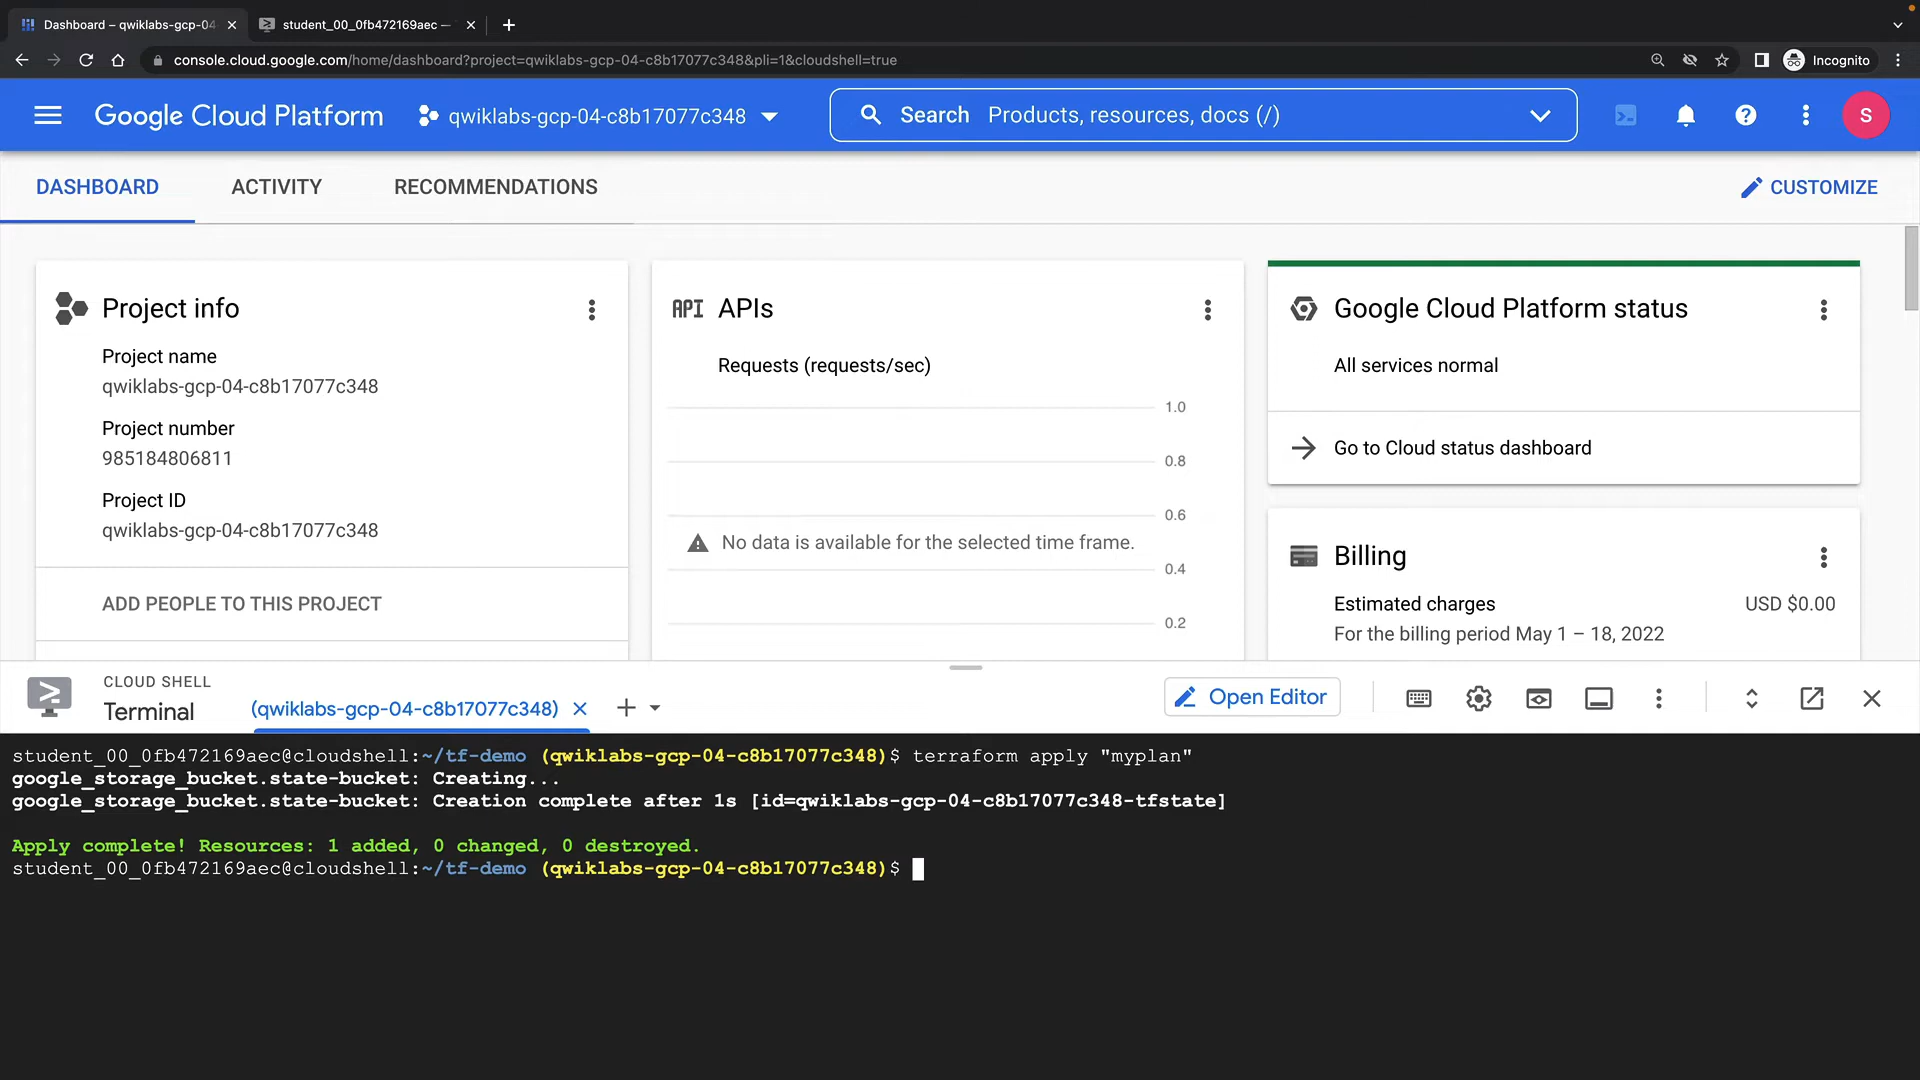 Dashboard – qwiklabs-gcp-04
student_00_0fb472169aec —
console.cloud.google.com/home/dashboard?project=qwiklabs-gcp-04-c8b17077c348&pli=1&cloudshell=true
Incognito
Google Cloud Platform
qwiklabs-gcp-04-c8b17077c348
Search Products, resources, docs (/)
S
DASHBOARD
ACTIVITY
RECOMMENDATIONS
CUSTOMIZE
Project info
Project name
qwiklabs-gcp-04-c8b17077c348
Project number
985184806811
Project ID
qwiklabs-gcp-04-c8b17077c348
ADD PEOPLE TO THIS PROJECT
API APIs
Requests (requests/sec)
1.0
0.8
0.6
No data is available for the selected time frame.
0.4
0.2
Google Cloud Platform status
All services normal
Go to Cloud status dashboard
Billing
Estimated charges USD $0.00
For the billing period May 1 – 18, 2022
CLOUD SHELL
Terminal
(qwiklabs-gcp-04-c8b17077c348)
Open Editor
student_00_0fb472169aec@cloudshell:~/tf-demo (qwiklabs-gcp-04-c8b17077c348)$ terraform apply "myplan"
google_storage_bucket.state-bucket: Creating...
google_storage_bucket.state-bucket: Creation complete after 1s [id=qwiklabs-gcp-04-c8b17077c348-tfstate]
Apply complete! Resources: 1 added, 0 changed, 0 destroyed.
student_00_0fb472169aec@cloudshell:~/tf-demo (qwiklabs-gcp-04-c8b17077c348)$